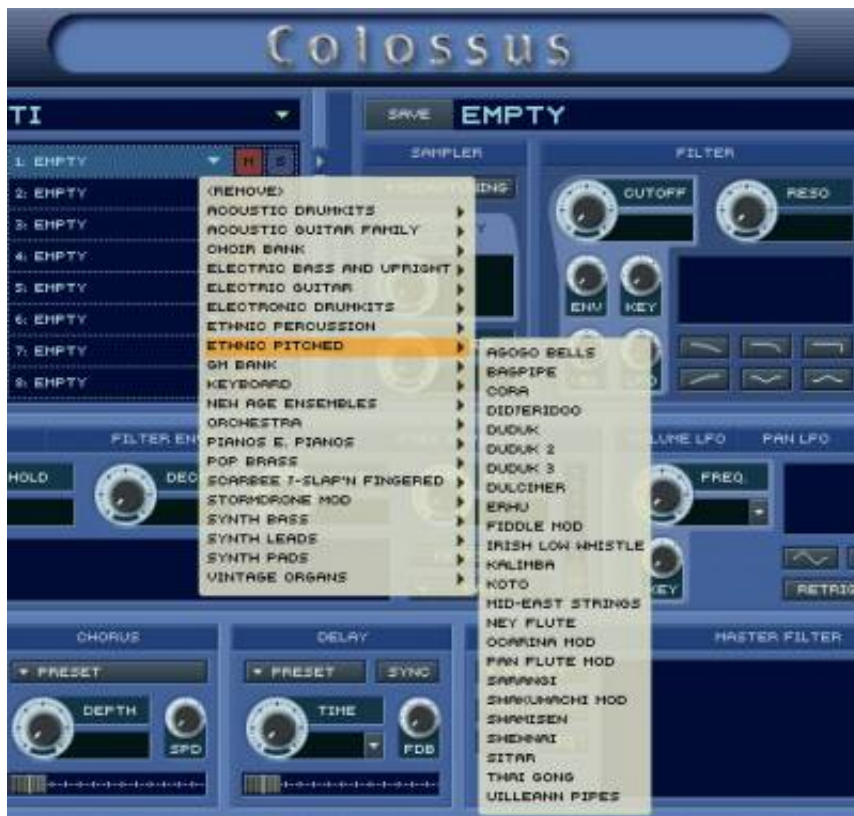 Colossus
TI
SAVE EMPTY
SAMPLER
FILTER
1: EMPTY M S
2: EMPTY
3: EMPTY
4: EMPTY
5: EMPTY
6: EMPTY
7: EMPTY
8: EMPTY
CUTOFF
RESO
ENV
KEY
(REMOVE)
ACOUSTIC DRUMKITS
ACOUSTIC GUITAR FAMILY
CHOIR BANK
ELECTRIC BASS AND UPRIGHT
ELECTRIC GUITAR
ELECTRONIC DRUMKITS
ETHNIC PERCUSSION
ETHNIC PITCHED
GM BANK
KEYBOARD
NEW AGE ENSEMBLES
ORCHESTRA
PIANOS E. PIANOS
POP BRASS
SCARBEE J-SLAP'N FINGERED
STORMDRONE MOD
SYNTH BASS
SYNTH LEADS
SYNTH PADS
VINTAGE ORGANS
AGOGO BELLS
BAGPIPE
CORA
DIDJERIDOO
DUDUK
DUDUK 2
DUDUK 3
DULCIMER
ERHU
FIDDLE MOD
IRISH LOW WHISTLE
KALIMBA
KOTO
MID-EAST STRINGS
NEY FLUTE
OCARINA MOD
PAN FLUTE MOD
SARANGI
SHAKUHACHI MOD
SHAMISEN
SHEHNAI
SITAR
THAI GONG
UILLEANN PIPES
FILTER EN
LUME LFO
PAN LFO
HOLD
DEC
FREQ.
KEY
RETRIG
CHORUS
DELAY
MASTER FILTER
PRESET
PRESET
SYNC
DEPTH
SPD
TIME
FDB